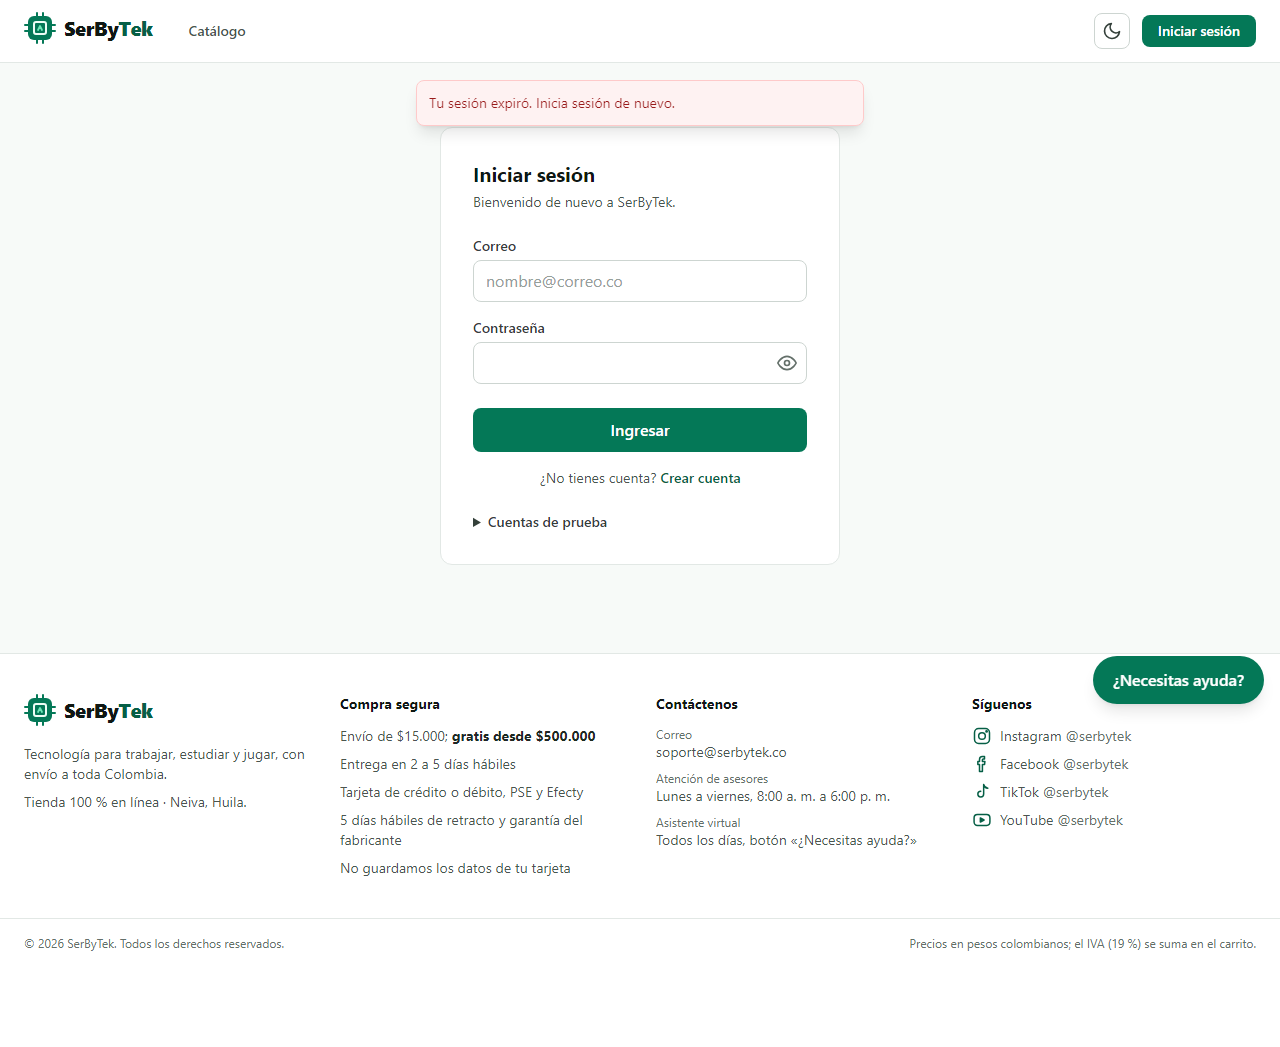 SerByTek
Catálogo
Iniciar sesión
Tu sesión expiró. Inicia sesión de nuevo.
Iniciar sesión
Bienvenido de nuevo a SerByTek.
Correo
nombre@correo.co
Contraseña
Ingresar
¿No tienes cuenta? Crear cuenta
Cuentas de prueba
¿Necesitas ayuda?
SerByTek
Tecnología para trabajar, estudiar y jugar, con
envío a toda Colombia.
Tienda 100 % en línea · Neiva, Huila.
Compra segura
Envío de $15.000; gratis desde $500.000
Entrega en 2 a 5 días hábiles
Tarjeta de crédito o débito, PSE y Efecty
5 días hábiles de retracto y garantía del
fabricante
No guardamos los datos de tu tarjeta
Contáctenos
Correo
soporte@serbytek.co
Atención de asesores
Lunes a viernes, 8:00 a. m. a 6:00 p. m.
Asistente virtual
Todos los días, botón «¿Necesitas ayuda?»
Síguenos
Instagram @serbytek
Facebook @serbytek
TikTok @serbytek
YouTube @serbytek
© 2026 SerByTek. Todos los derechos reservados.
Precios en pesos colombianos; el IVA (19 %) se suma en el carrito.